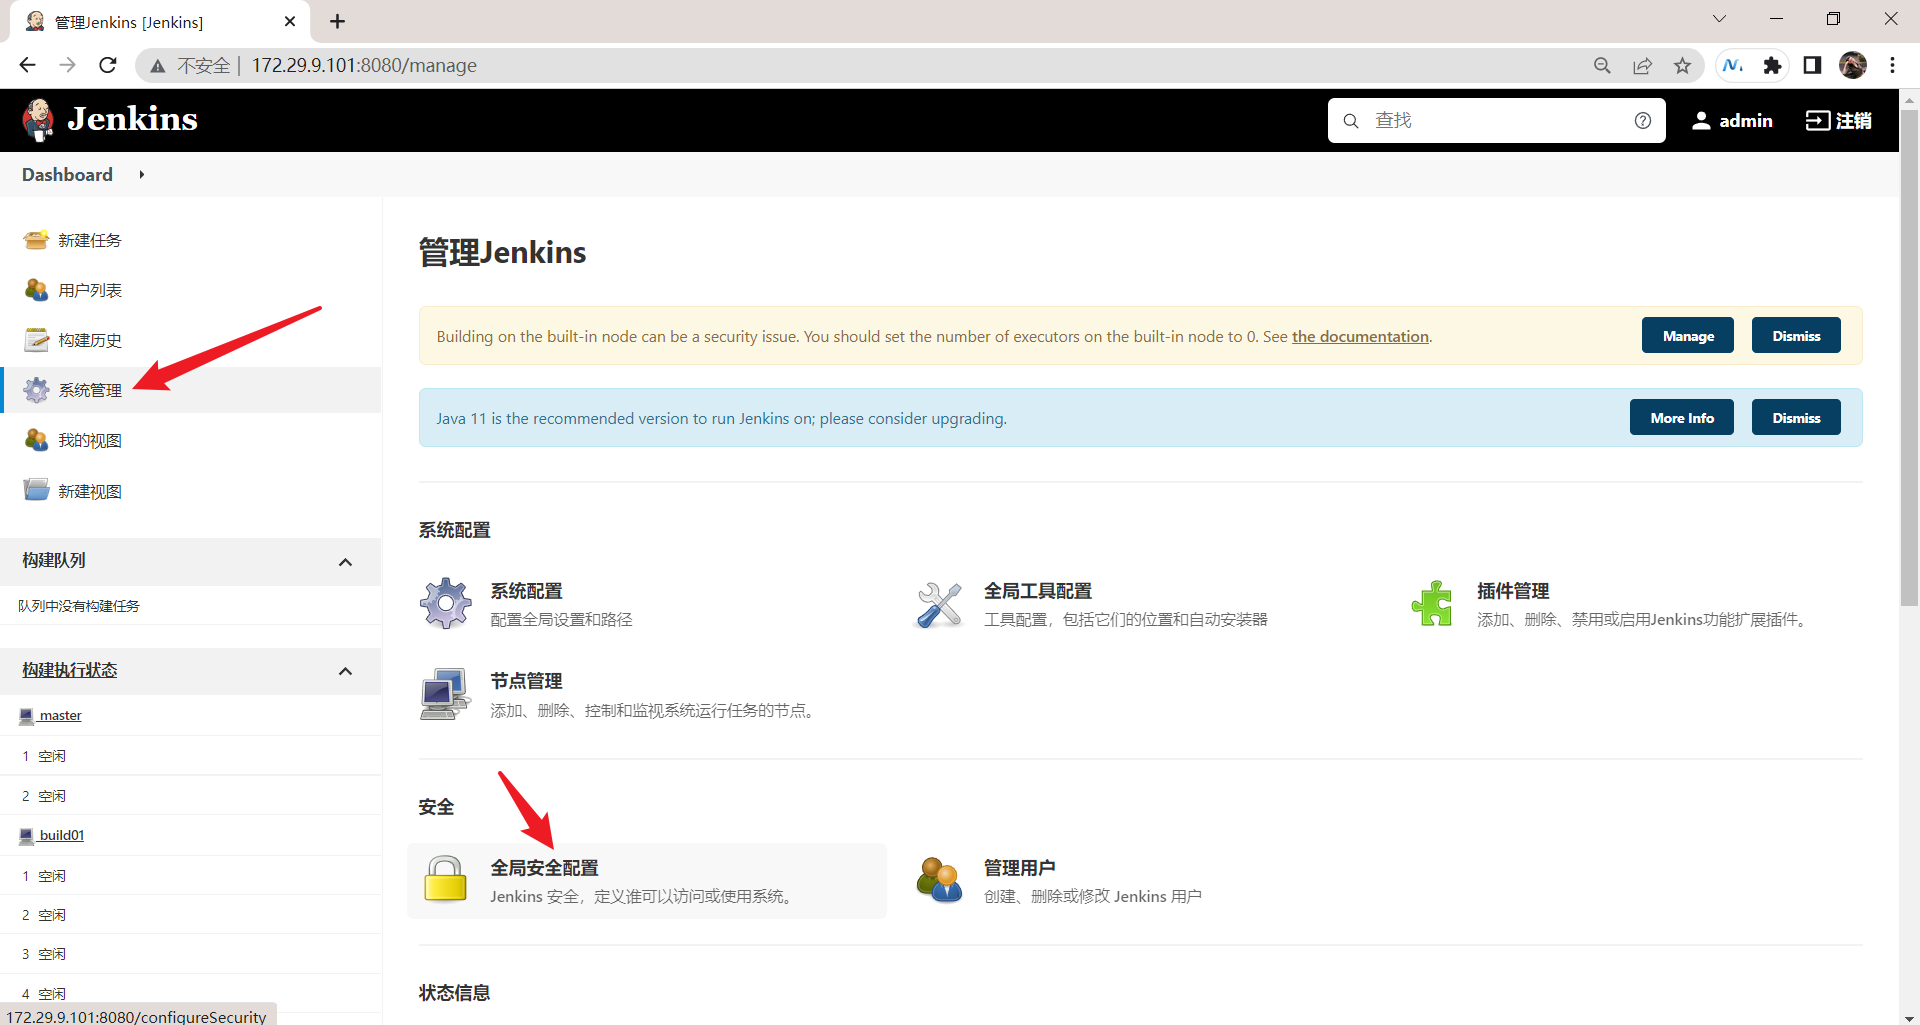 管理Jenkins [Jenkins]
不安全 | 172.29.9.101:8080/manage
Jenkins
查找
admin
注销
Dashboard
新建任务
用户列表
构建历史
系统管理
我的视图
新建视图
构建队列
队列中没有构建任务
构建执行状态
master
1 空闲
2 空闲
build01
1 空闲
2 空闲
3 空闲
4 空闲
172.29.9.101:8080/configureSecurity
管理Jenkins
Building on the built-in node can be a security issue. You should set the number of executors on the built-in node to 0. See the documentation.
Manage
Dismiss
Java 11 is the recommended version to run Jenkins on; please consider upgrading.
More Info
Dismiss
系统配置
系统配置
配置全局设置和路径
全局工具配置
工具配置，包括它们的位置和自动安装器
插件管理
添加、删除、禁用或启用Jenkins功能扩展插件。
节点管理
添加、删除、控制和监视系统运行任务的节点。
安全
全局安全配置
Jenkins 安全，定义谁可以访问或使用系统。
管理用户
创建、删除或修改 Jenkins 用户
状态信息